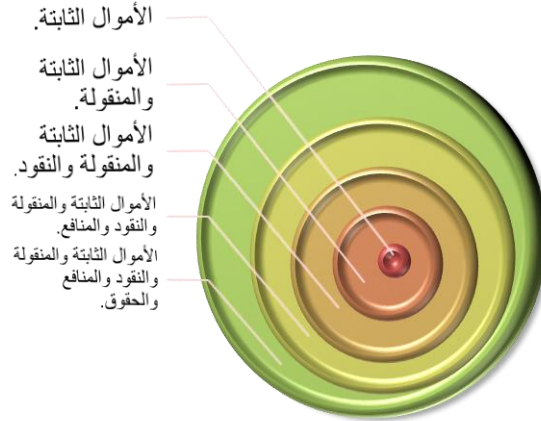 الأموال الثابتة.
الأموال الثابتة
والمنقولة.
الأموال الثابتة
والمنقولة والنقود.
الأموال الثابتة والمنقولة
والنقود والمنافع.
الأموال الثابتة والمنقولة
والنقود والمنافع
والحقوق.